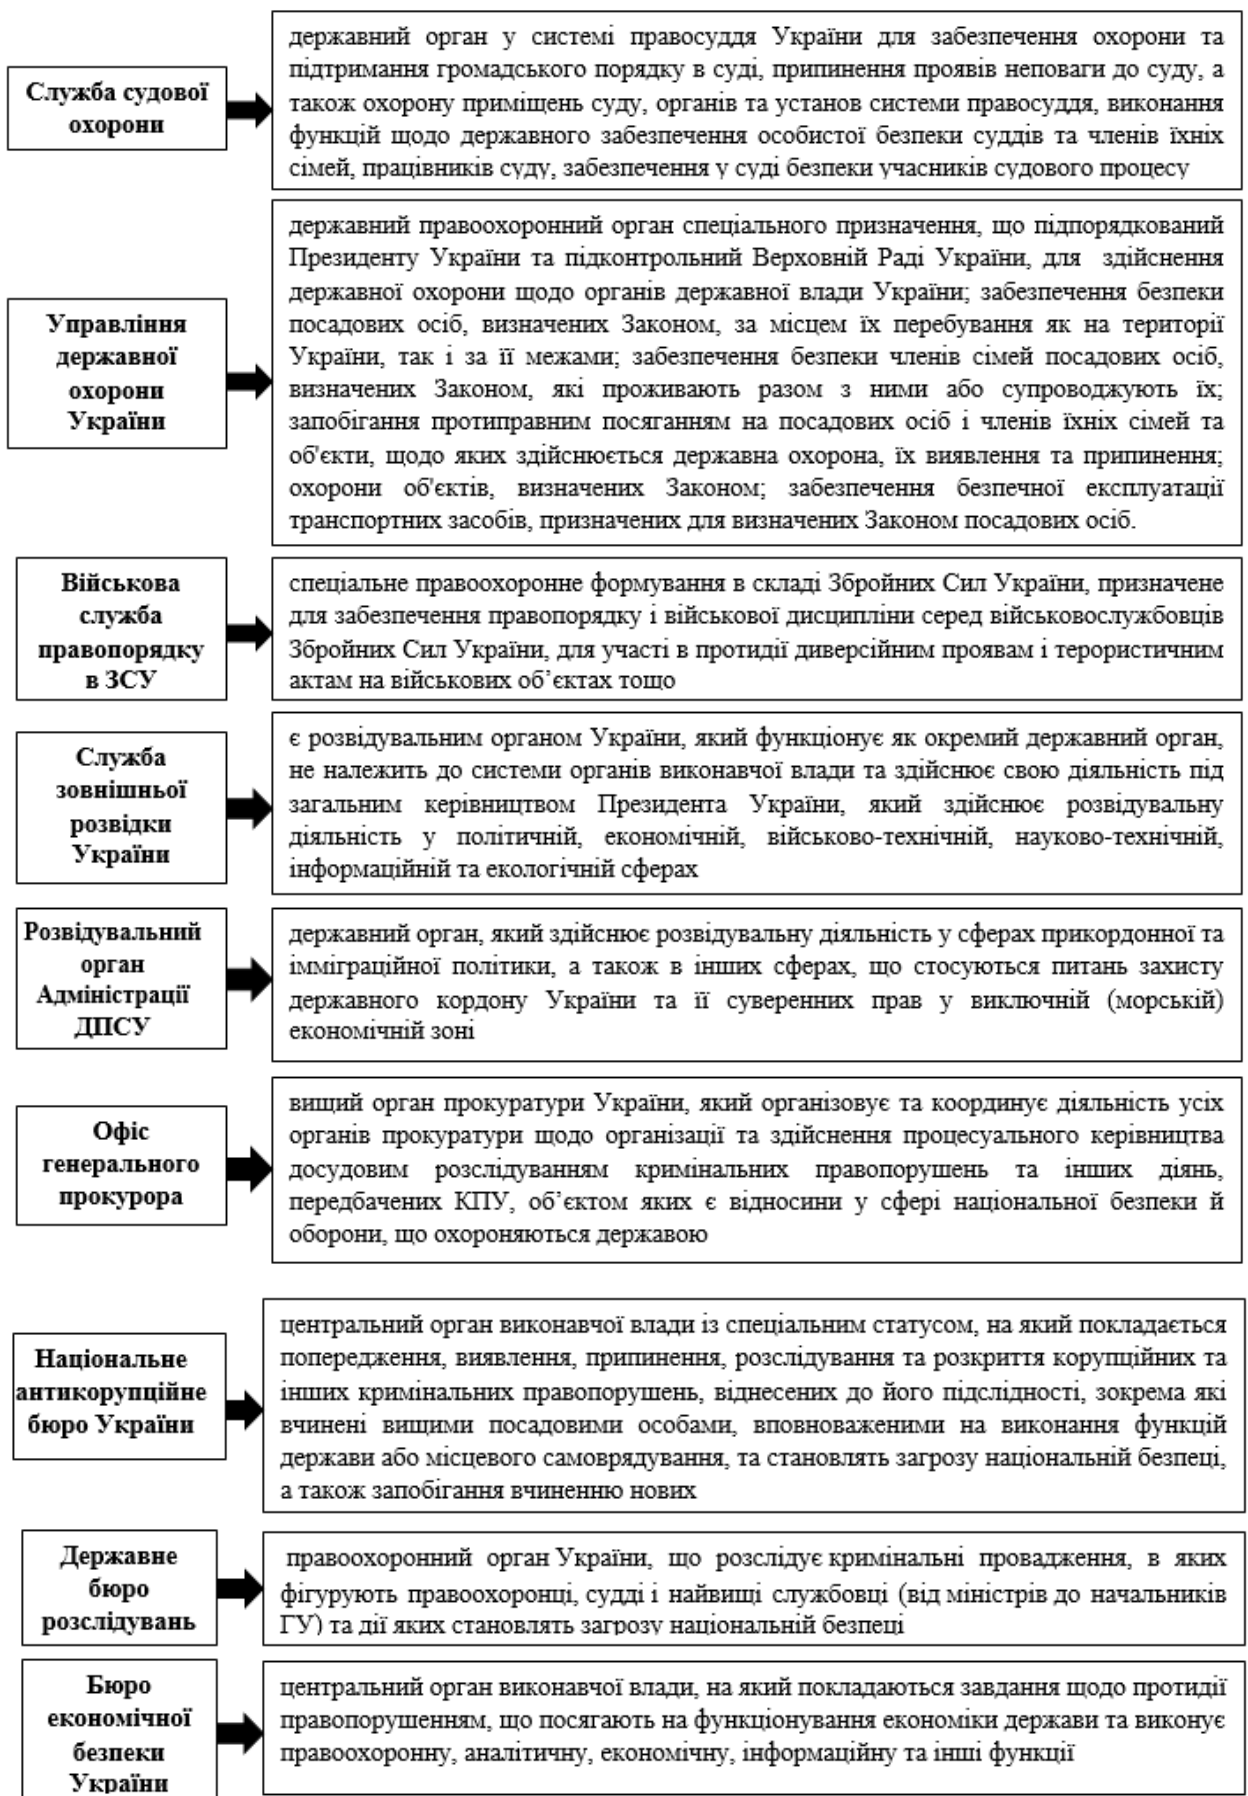 Служба судової
охорони
державний орган у системі правосуддя України для забезпечення охорони та
підтримання громадського порядку в суді, припинення проявів неповаги до суду, а
також охорону приміщень суду, органів та установ системи правосуддя, виконання
функцій щодо державного забезпечення особистої безпеки суддів та членів їхніх
сімей, працівників суду, забезпечення у суді безпеки учасників судового процесу
Управління
державної
охорони
України
державний правоохоронний орган спеціального призначення, що підпорядкований
Президенту України та підконтрольний Верховній Раді України, для здійснення
державної охорони щодо органів державної влади України; забезпечення безпеки
посадових осіб, визначених Законом, за місцем їх перебування як на території
України, так і за її межами; забезпечення безпеки членів сімей посадових осіб,
визначених Законом, які проживають разом з ними або супроводжують їх;
запобігання протиправним посяганням на посадових осіб і членів їхніх сімей та
об'єкти, щодо яких здійснюється державна охорона, їх виявлення та припинення;
охорони об'єктів, визначених Законом; забезпечення безпечної експлуатації
транспортних засобів, призначених для визначених Законом посадових осіб.
Військова
служба
правопорядку
в ЗСУ
спеціальне правоохоронне формування в складі Збройних Сил України, призначене
для забезпечення правопорядку і військової дисципліни серед військовослужбовців
Збройних Сил України, для участі в протидії диверсійним проявам і терористичним
актам на військових об’єктах тощо
Служба
зовнішньої
розвідки
України
є розвідувальним органом України, який функціонує як окремий державний орган,
не належить до системи органів виконавчої влади та здійснює свою діяльність під
загальним керівництвом Президента України, який здійснює розвідувальну
діяльність у політичній, економічній, військово-технічній, науково-технічній,
інформаційній та екологічній сферах
Розвідувальний
орган
Адміністрації
ДПСУ
державний орган, який здійснює розвідувальну діяльність у сферах прикордонної та
імміграційної політики, а також в інших сферах, що стосуються питань захисту
державного кордону України та її суверенних прав у виключній (морській)
економічній зоні
Офіс
генерального
прокурора
вищий орган прокуратури України, який організовує та координує діяльність усіх
органів прокуратури щодо організації та здійснення процесуального керівництва
досудовим розслідуванням кримінальних правопорушень та інших діянь,
передбачених КПУ, об’єктом яких є відносини у сфері національної безпеки й
оборони, що охороняються державою
Національне
антикорупційне
бюро України
центральний орган виконавчої влади із спеціальним статусом, на який покладається
попередження, виявлення, припинення, розслідування та розкриття корупційних та
інших кримінальних правопорушень, віднесених до його підслідності, зокрема які
вчинені вищими посадовими особами, вповноваженими на виконання функцій
держави або місцевого самоврядування, та становлять загрозу національній безпеці,
а також запобігання вчиненню нових
Державне
бюро
розслідувань
правоохоронний орган України, що розслідує кримінальні провадження, в яких
фігурують правоохоронці, судді і найвищі службовці (від міністрів до начальників
ГУ) та дії яких становлять загрозу національній безпеці
Бюро
економічної
безпеки
України
центральний орган виконавчої влади, на який покладаються завдання щодо протидії
правопорушенням, що посягають на функціонування економіки держави та виконує
правоохоронну, аналітичну, економічну, інформаційну та інші функції